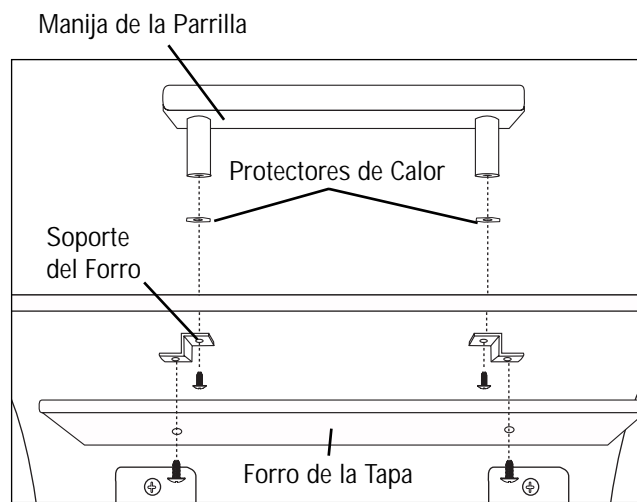 Manija de la Parrilla
Protectores de Calor
Soporte
del Forro
Forro de la Tapa